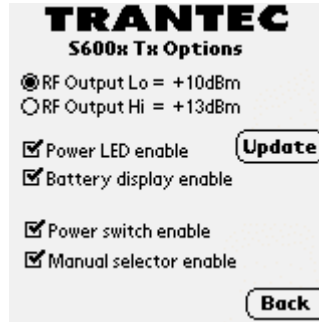 TRANTEC
S600x Tx Options
RF Output Lo = +10dBm
RF Output Hi = +13dBm
Power LED enable
Update
Battery display enable
Power switch enable
Manual selector enable
Back